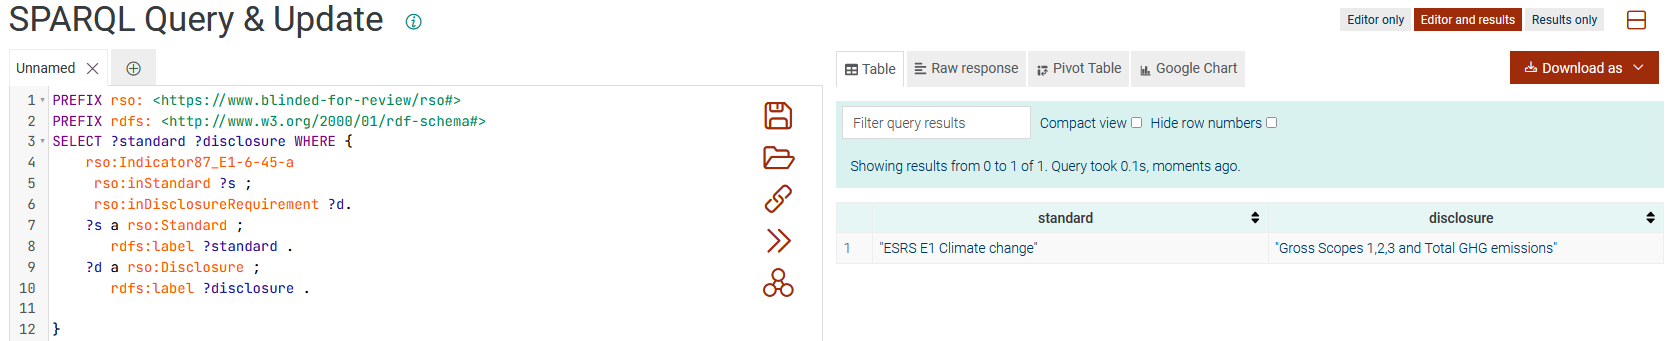 SPARQL Query & Update
Editor only
Editor and results
Results only
Unnamed
Table
Raw response
Pivot Table
Google Chart
Download as
1 PREFIX rso: <https://www.blinded-for-review/rso#>
2 PREFIX rdfs: <http://www.w3.org/2000/01/rdf-schema#>
3 SELECT ?standard ?disclosure WHERE {
4 rso:Indicator87_E1-6-45-a
5 rso:inStandard ?s ;
6 rso:inDisclosureRequirement ?d.
7 ?s a rso:Standard ;
8 rdfs:label ?standard .
9 ?d a rso:Disclosure ;
10 rdfs:label ?disclosure .
11
12 }
Filter query results
Compact view
Hide row numbers
Showing results from 0 to 1 of 1. Query took 0.1s, moments ago.
standard disclosure
1 "ESRS E1 Climate change" "Gross Scopes 1,2,3 and Total GHG emissions"